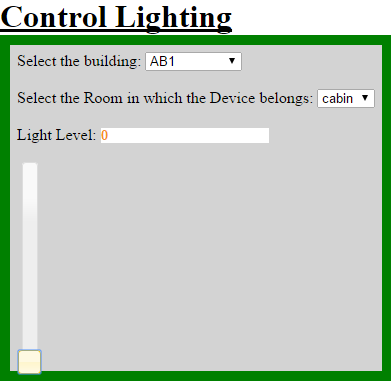 Control Lighting
Select the building: AB1
Select the Room in which the Device belongs: cabin
Light Level: 0